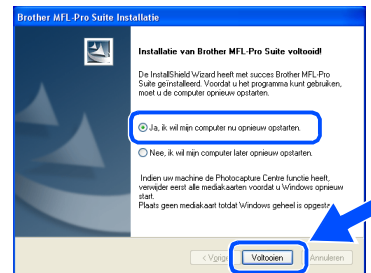 Brother MFL-Pro Suite Installatie
Installatie van Brother MFL-Pro Suite voltooid!
De InstallShield Wizard heeft met succes Brother MFL-Pro
Suite geïnstalleerd. Voordat u het programma kunt gebruiken,
moet u de computer opnieuw opstarten.
Ja, ik wil mijn computer nu opnieuw opstarten.
Nee, ik wil mijn computer later opnieuw opstarten.
Indien uw machine de Photocapture Centre functie heeft,
verwijder eerst alle mediakaarten voordat u Windows opnieuw
start.
Plaats geen mediakaart totdat Windows geheel is
< Voltooien Annuleren